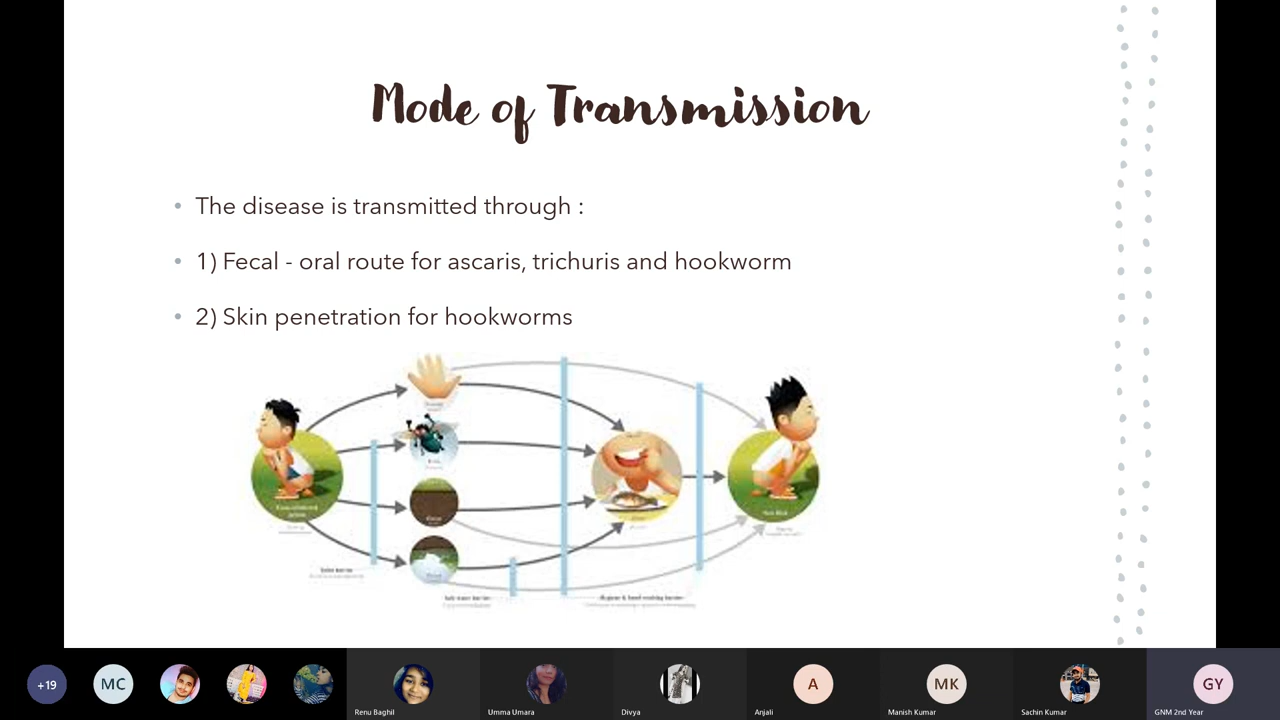 Mode of Transmission
• The disease is transmitted through :
• 1) Fecal - oral route for ascaris, trichuris and hookworm
• 2) Skin penetration for hookworms
+19
MC
A
MK
GY
Renu Baghil
Umma Umara
Divya
Anjali
Manish Kumar
Sachin Kumar
GNM 2nd Year